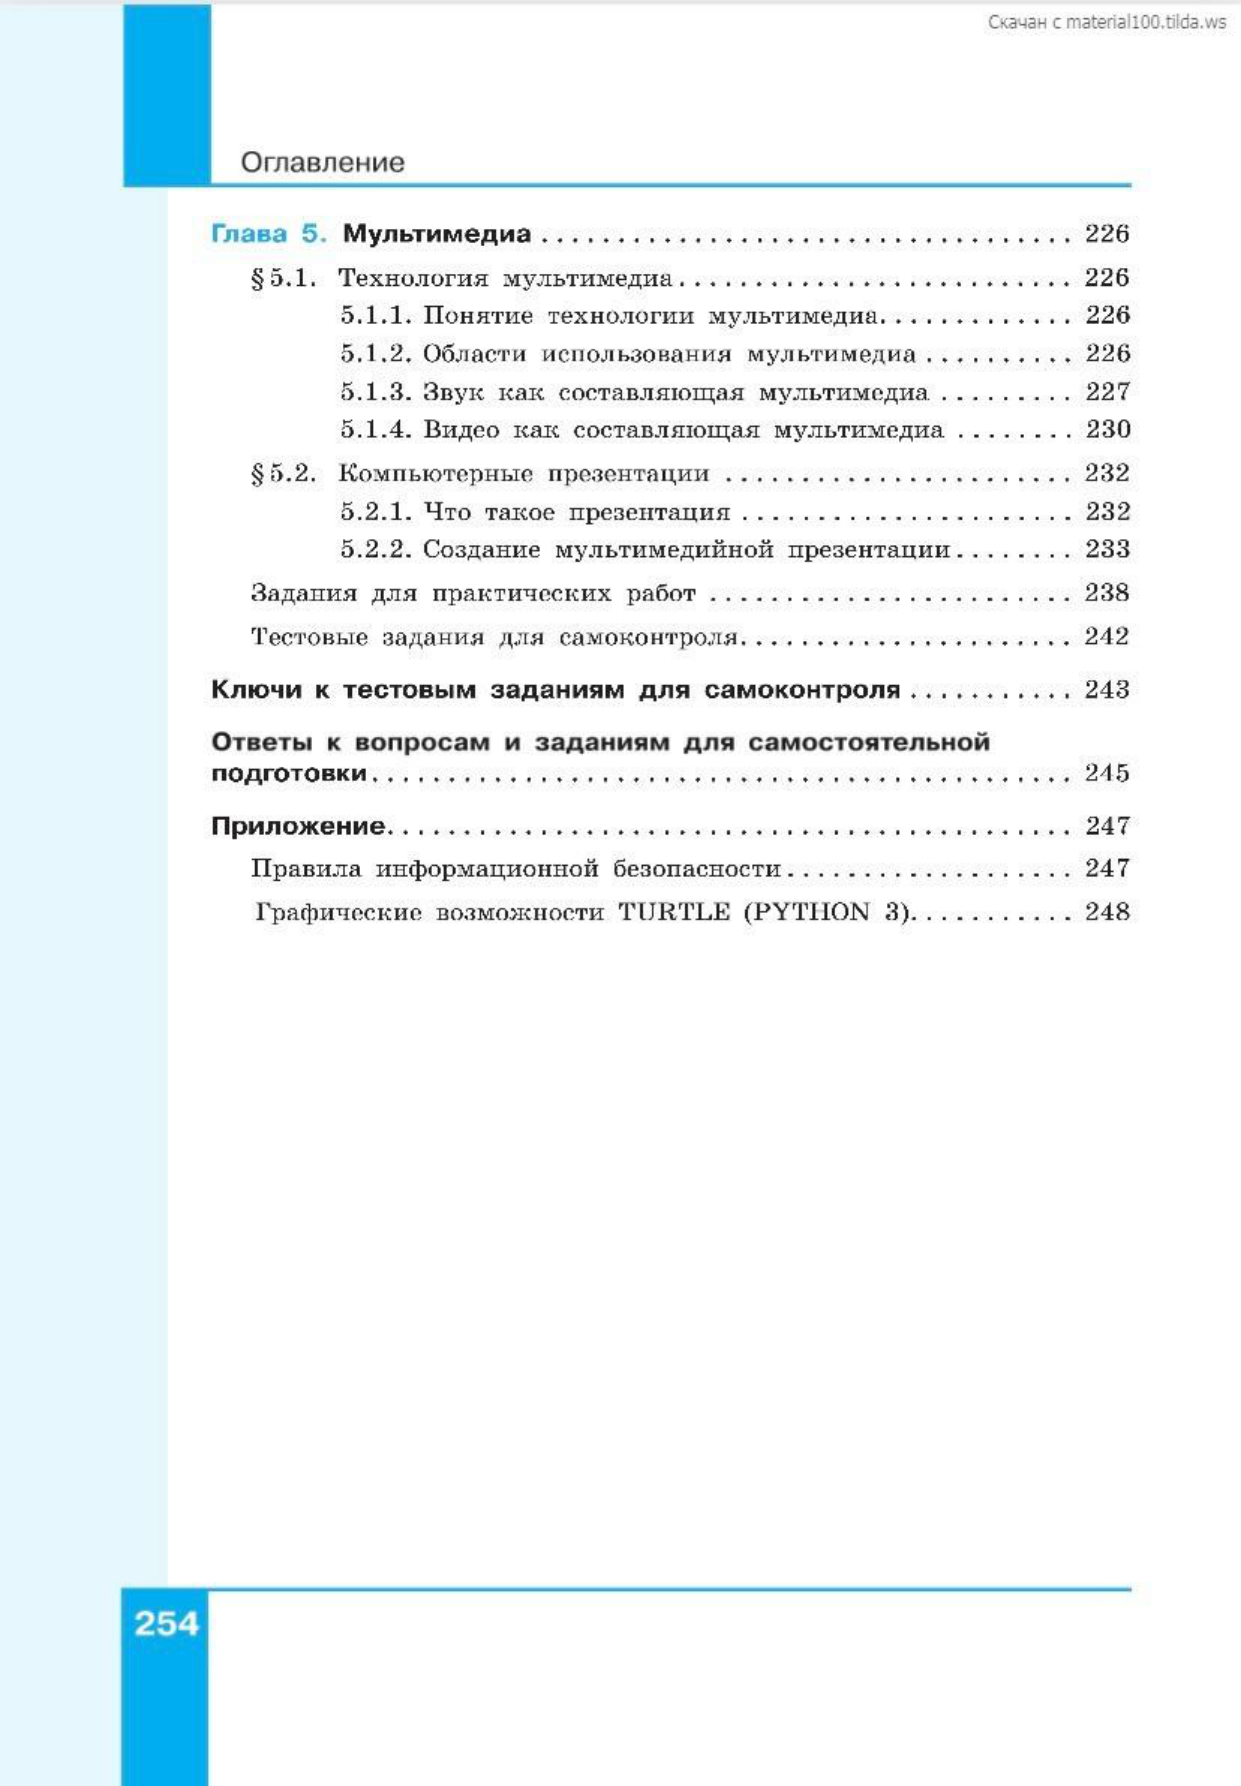 Скачан с material100.tilda.ws
Оглавление
Глава 5. Мультимедиа . . . . . . . . . . . . . . . . . . . . . . . . . . . . . . . . . . . 226
§ 5.1. Технология мультимедиа. . . . . . . . . . . . . . . . . . . . . . . . . . 226
5.1.1. Понятие технологии мультимедиа. . . . . . . . . . . . . 226
5.1.2. Области использования мультимедиа . . . . . . . . . . 226
5.1.3. Звук как составляющая мультимедиа . . . . . . . . . 227
5.1.4. Видео как составляющая мультимедиа . . . . . . . . 230
§ 5.2. Компьютерные презентации . . . . . . . . . . . . . . . . . . . . . . . 232
5.2.1. Что такое презентация . . . . . . . . . . . . . . . . . . . . . . 232
5.2.2. Создание мультимедийной презентации. . . . . . . . 233
Задания для практических работ . . . . . . . . . . . . . . . . . . . . . . . . 238
Тестовые задания для самоконтроля. . . . . . . . . . . . . . . . . . . . . . 242
Ключи к тестовым заданиям для самоконтроля . . . . . . . . . . . 243
Ответы к вопросам и заданиям для самостоятельной
подготовки. . . . . . . . . . . . . . . . . . . . . . . . . . . . . . . . . . . . . . . . . . . . . . 245
Приложение. . . . . . . . . . . . . . . . . . . . . . . . . . . . . . . . . . . . . . . . . . . . . 247
Правила информационной безопасности. . . . . . . . . . . . . . . . . . . 247
Графические возможности TURTLE (PYTHON 3). . . . . . . . . . . 248
254